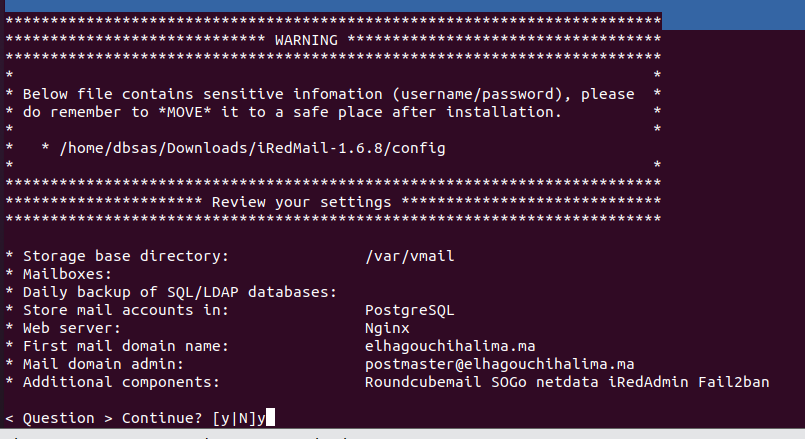 *************************************************************************
***************************** WARNING ***********************************
*************************************************************************
*                                                                       *
* Below file contains sensitive infomation (username/password), please  *
* do remember to *MOVE* it to a safe place after installation.          *
*                                                                       *
*   * /home/dbsas/Downloads/iRedMail-1.6.8/config
*                                                                       *
*************************************************************************
********************** Review your settings *****************************
*************************************************************************
* Storage base directory:               /var/vmail
* Mailboxes:
* Daily backup of SQL/LDAP databases:
* Store mail accounts in:               PostgreSQL
* Web server:                           Nginx
* First mail domain name:               elhagouchihalima.ma
* Mail domain admin:                    postmaster@elhagouchihalima.ma
* Additional components:                Roundcubemail SOGo netdata iRedAdmin Fail2ban
< Question > Continue? [y|N]y